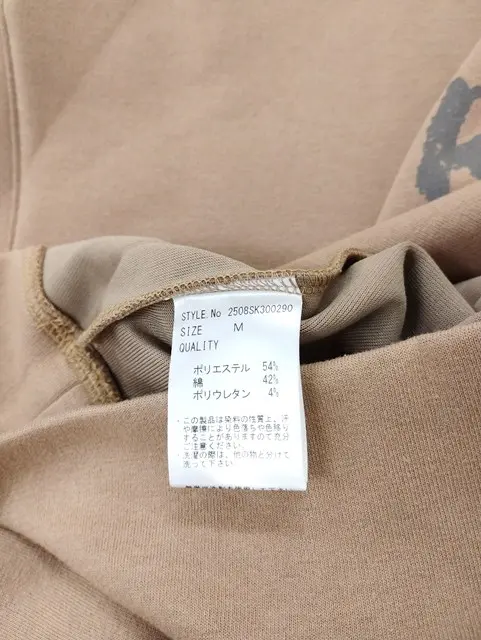 STYLE.No 2508SK300290
SIZE M
QUALITY
ポリエステル 54%
綿 42%
ポリウレタン 4%
・この製品は染料の性質上、汗
や摩擦により色落ちや色移り
することがありますので充分
ご注意ください。
洗濯の際は、他の物と分けて
洗って下さい。